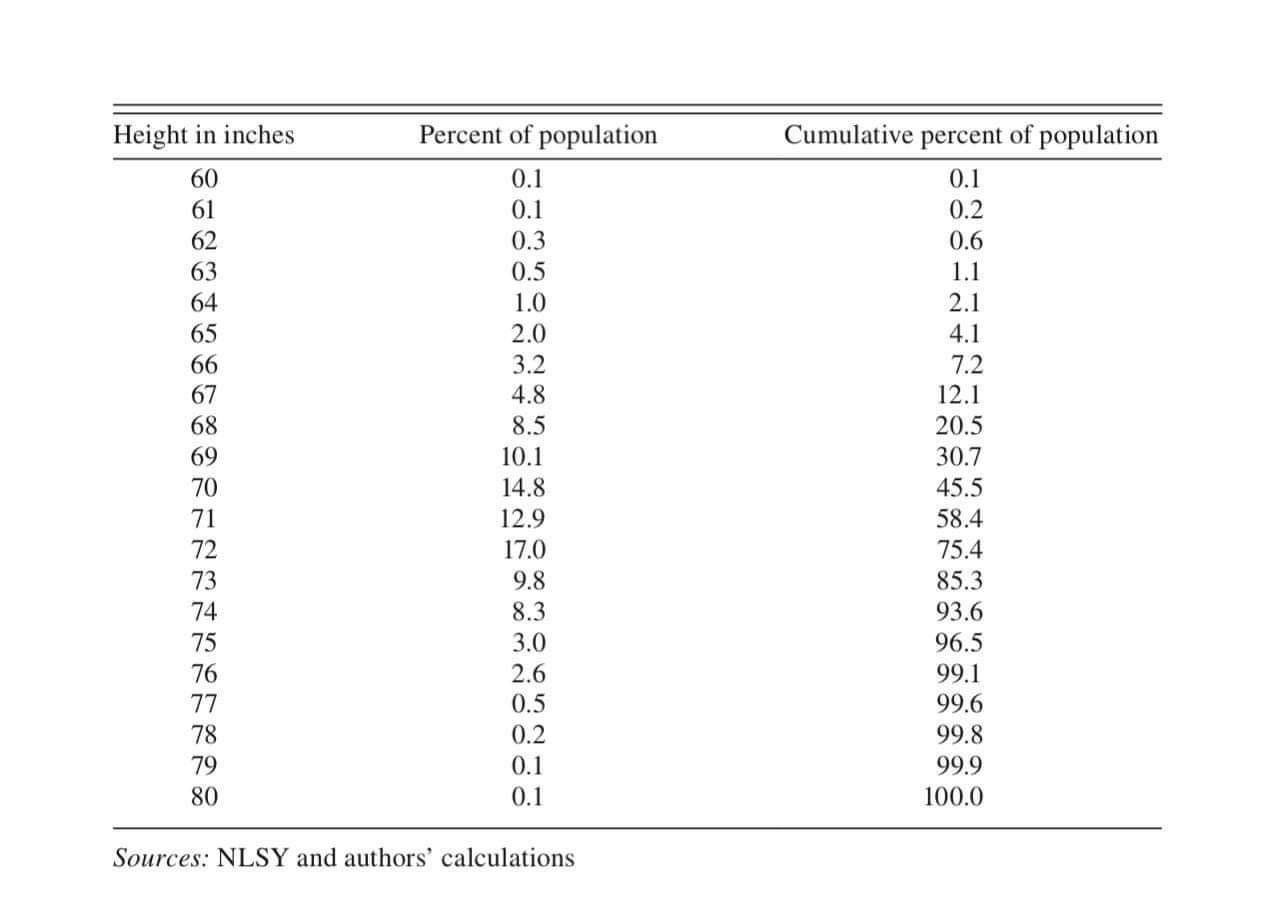 Height in inches Percent of population Cumulative percent of population
60 0.1 0.1
61 0.1 0.2
62 0.3 0.6
63 0.5 1.1
64 1.0 2.1
65 2.0 4.1
66 3.2 7.2
67 4.8 12.1
68 8.5 20.5
69 10.1 30.7
70 14.8 45.5
71 12.9 58.4
72 17.0 75.4
73 9.8 85.3
74 8.3 93.6
75 3.0 96.5
76 2.6 99.1
77 0.5 99.6
78 0.2 99.8
79 0.1 99.9
80 0.1 100.0
Sources: NLSY and authors’ calculations